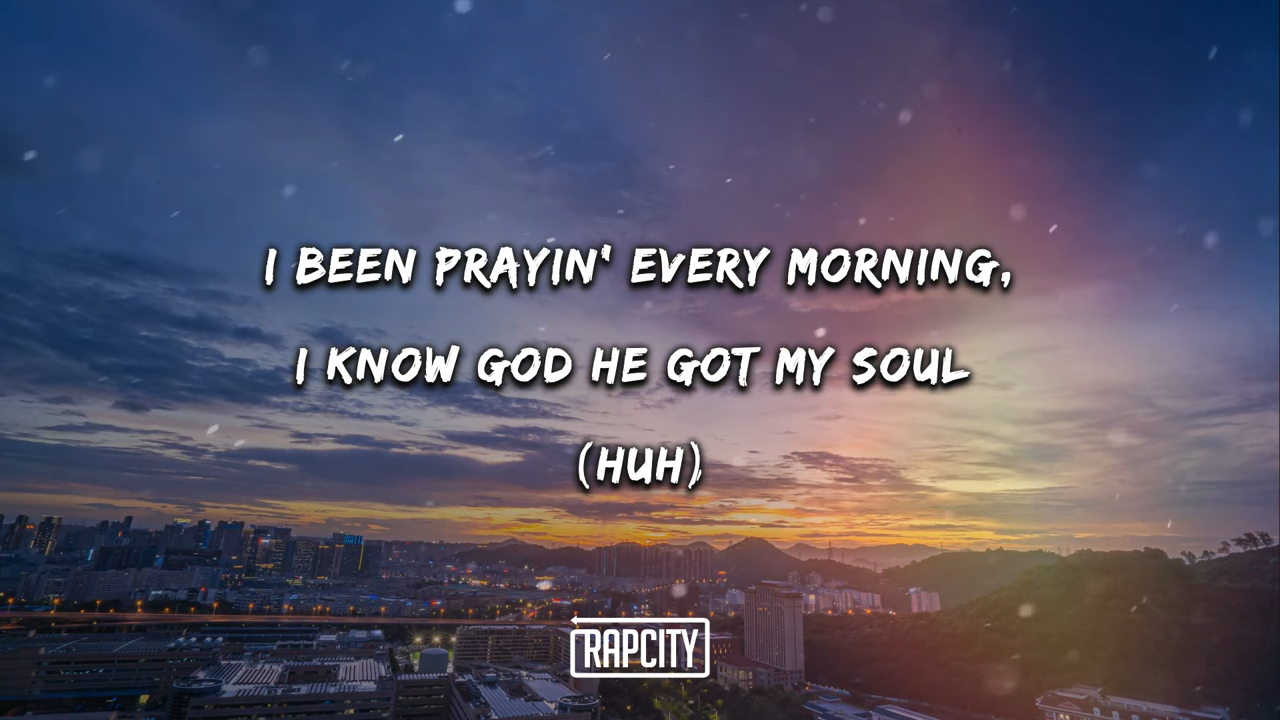 I BEEN PRAYIN' EVERY MORNING,
I KNOW GOD HE GOT MY SOUL
(HUH)
RAPCITY